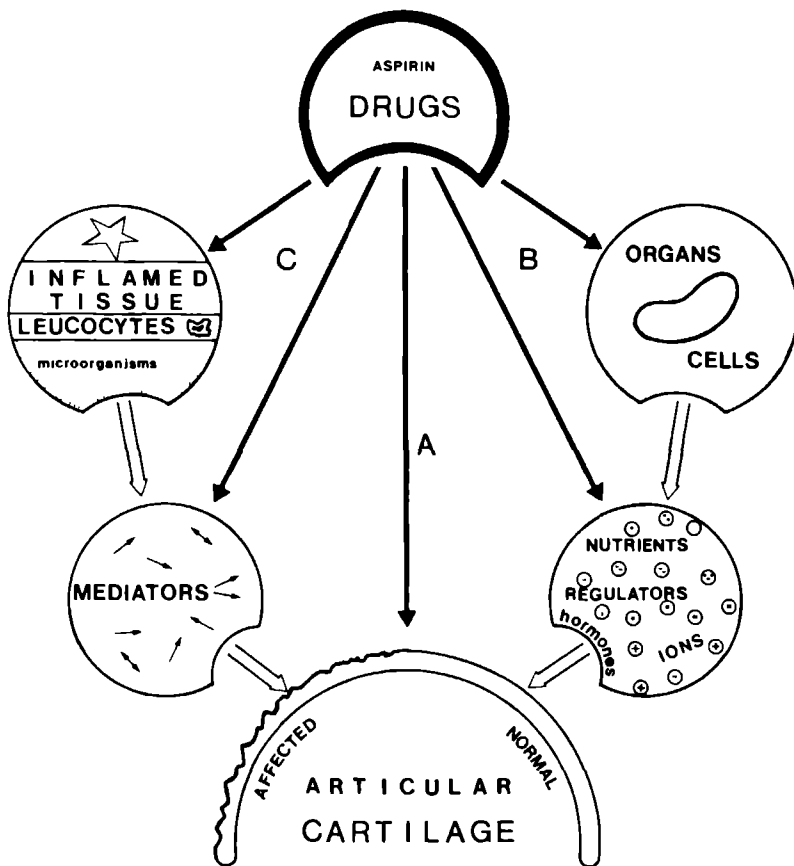 ASPIRIN
DRUGS
C
B
A
INFLAMED
TISSUE
LEUCOCYTES
microorganisms
ORGANS
CELLS
MEDIATORS
NUTRIENTS
REGULATORS
hormones
IONS
AFFECTED
NORMAL
ARTICULAR
CARTILAGE